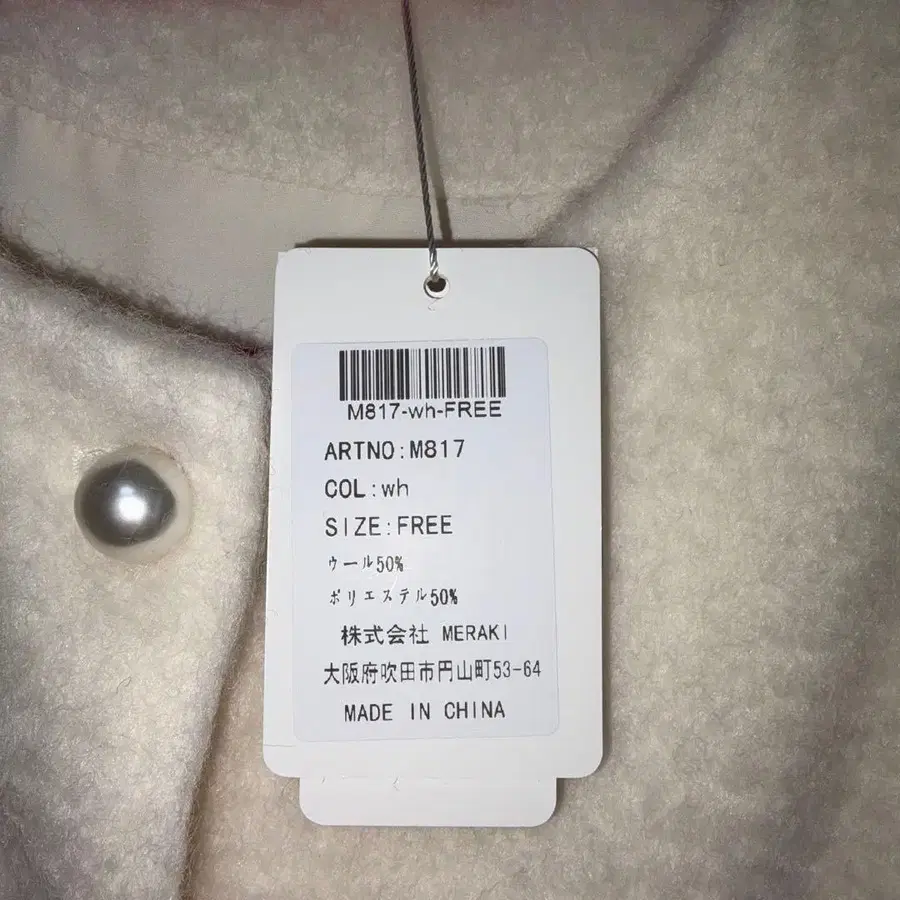 M817-wh-FREE
ARTNO:M817
COL:wh
SIZE:FREE
ウール50%
ポリエステル50%
株式会社 MERAKI
大阪府吹田市円山町53-64
MADE IN CHINA